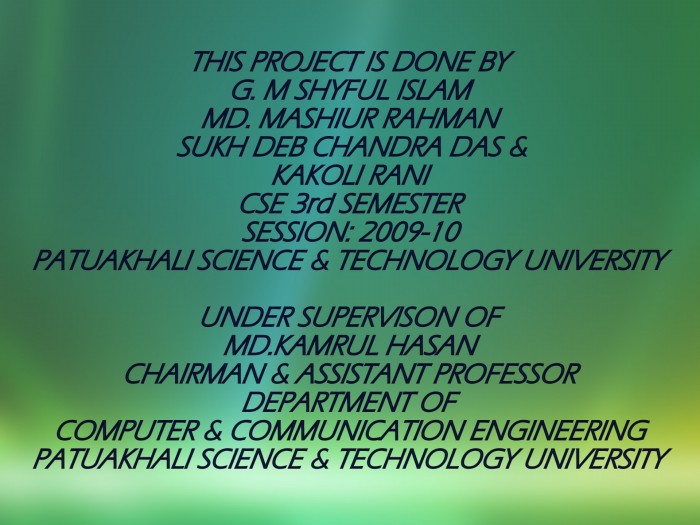 THIS PROJECT IS DONE BY
G. M SHYFUL ISLAM
MD. MASHIUR RAHMAN
SUKH DEB CHANDRA DAS &
KAKOLI RANI
CSE 3rd SEMESTER
SESSION: 2009-10
PATUAKHALI SCIENCE & TECHNOLOGY UNIVERSITY
UNDER SUPERVISON OF
MD.KAMRUL HASAN
CHAIRMAN & ASSISTANT PROFESSOR
DEPARTMENT OF
COMPUTER & COMMUNICATION ENGINEERING
PATUAKHALI SCIENCE & TECHNOLOGY UNIVERSITY